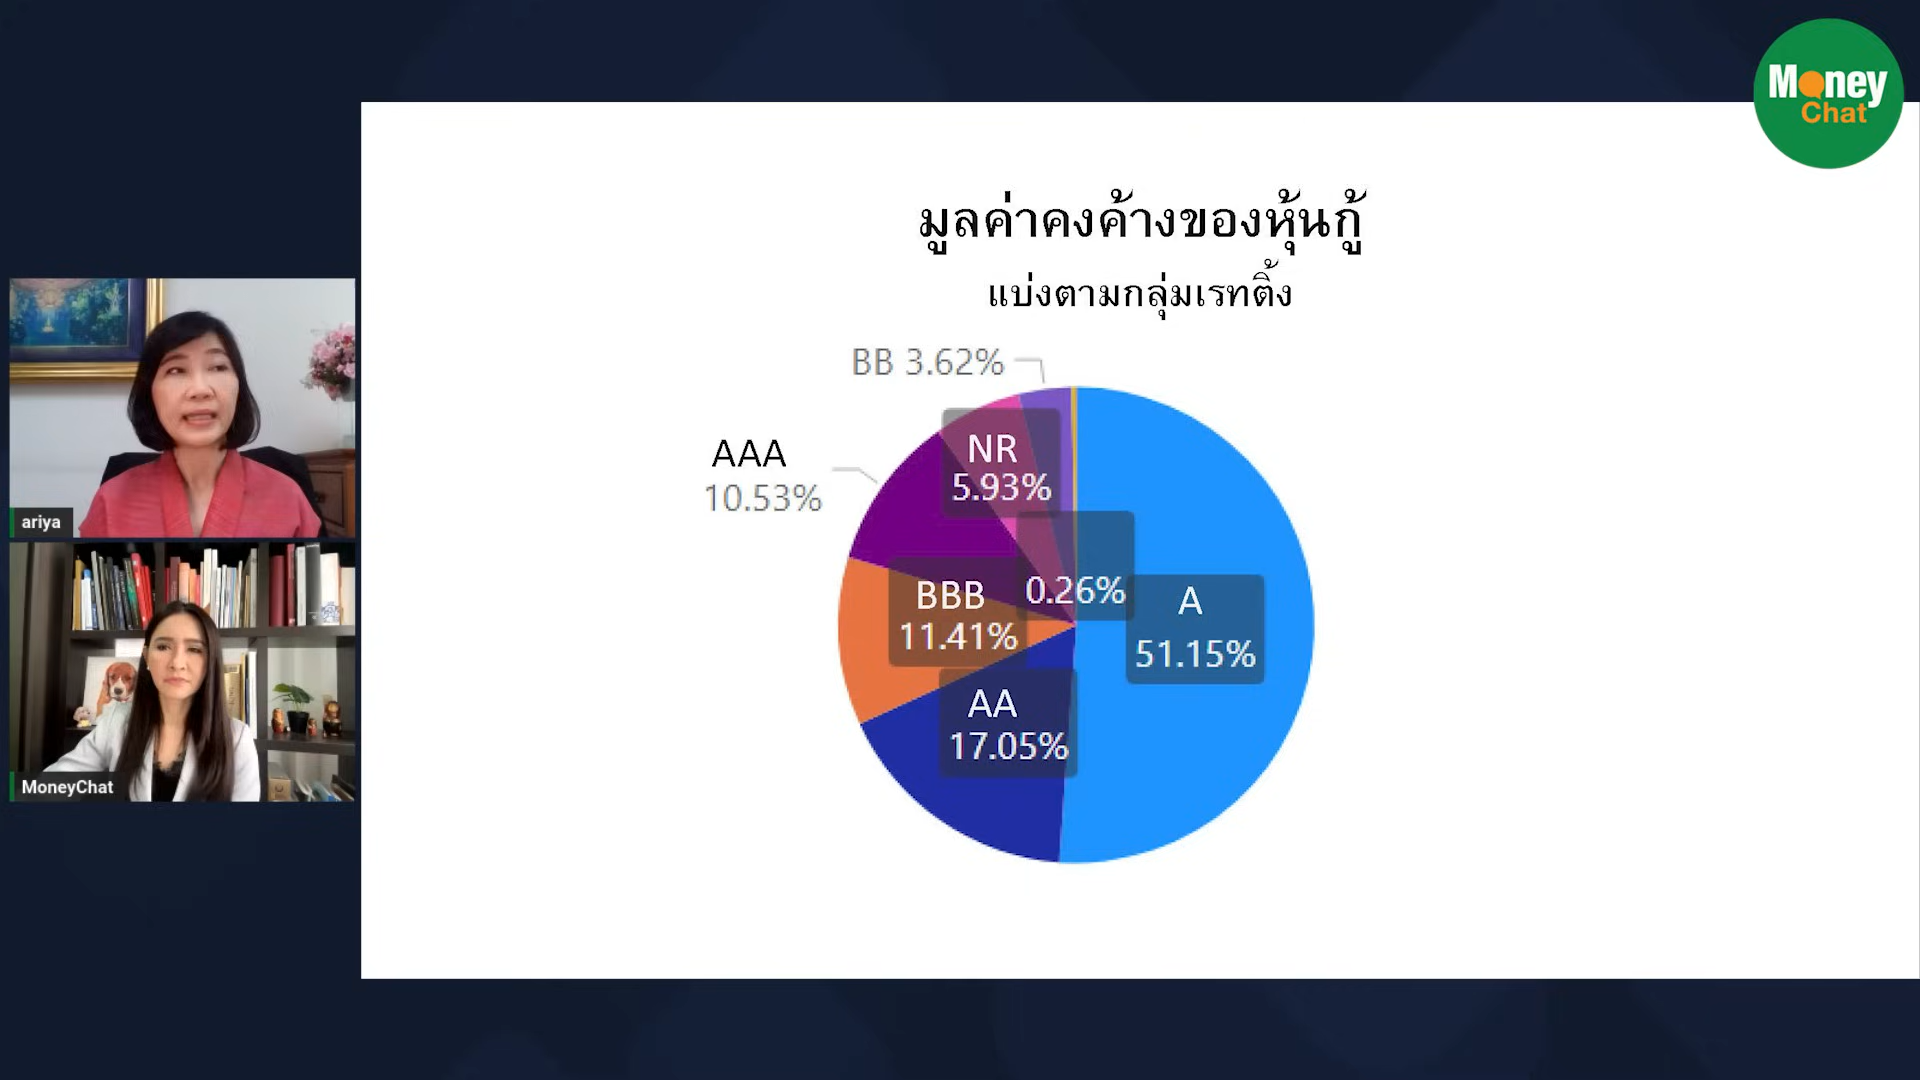 Money
Chat
มูลค่าคงค้างของหุ้นกู้
แบ่งตามกลุ่มเรทติ้ง
BB 3.62%
AAA
10.53%
NR
5.93%
0.26%
BBB
11.41%
A
51.15%
AA
17.05%
ariya
MoneyChat